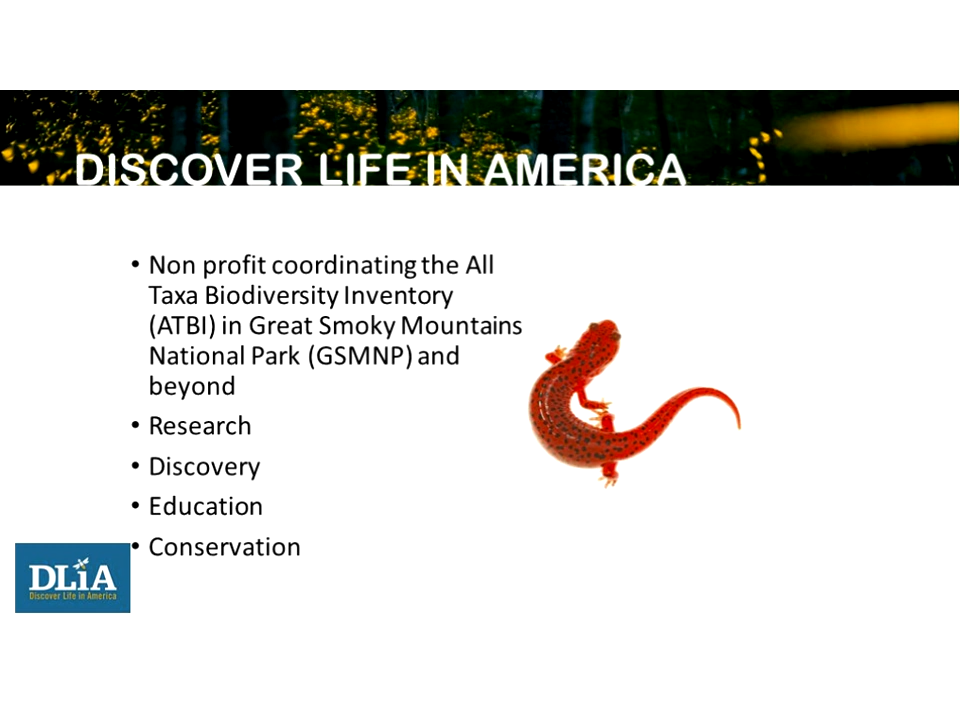 DISCOVER LIFE IN AMERICA
• Non profit coordinating the All
Taxa Biodiversity Inventory
(ATBI) in Great Smoky Mountains
National Park (GSMNP) and
beyond
• Research
• Discovery
• Education
• Conservation
DLiA
Discover Life in America